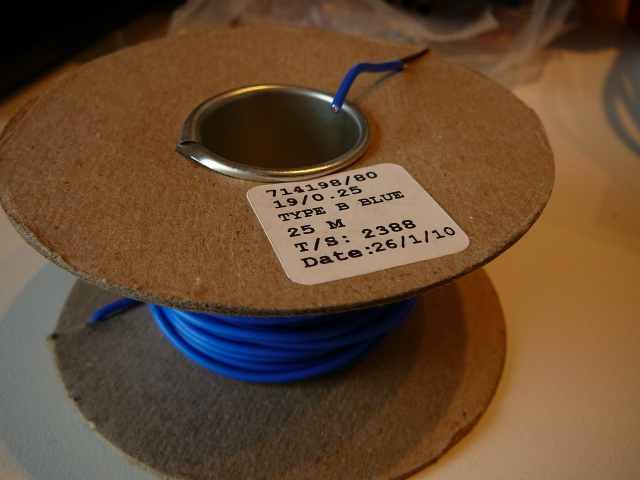 714198/80
19/0.25
TYPE B BLUE
25 M
T/S: 2388
Date:26/1/10